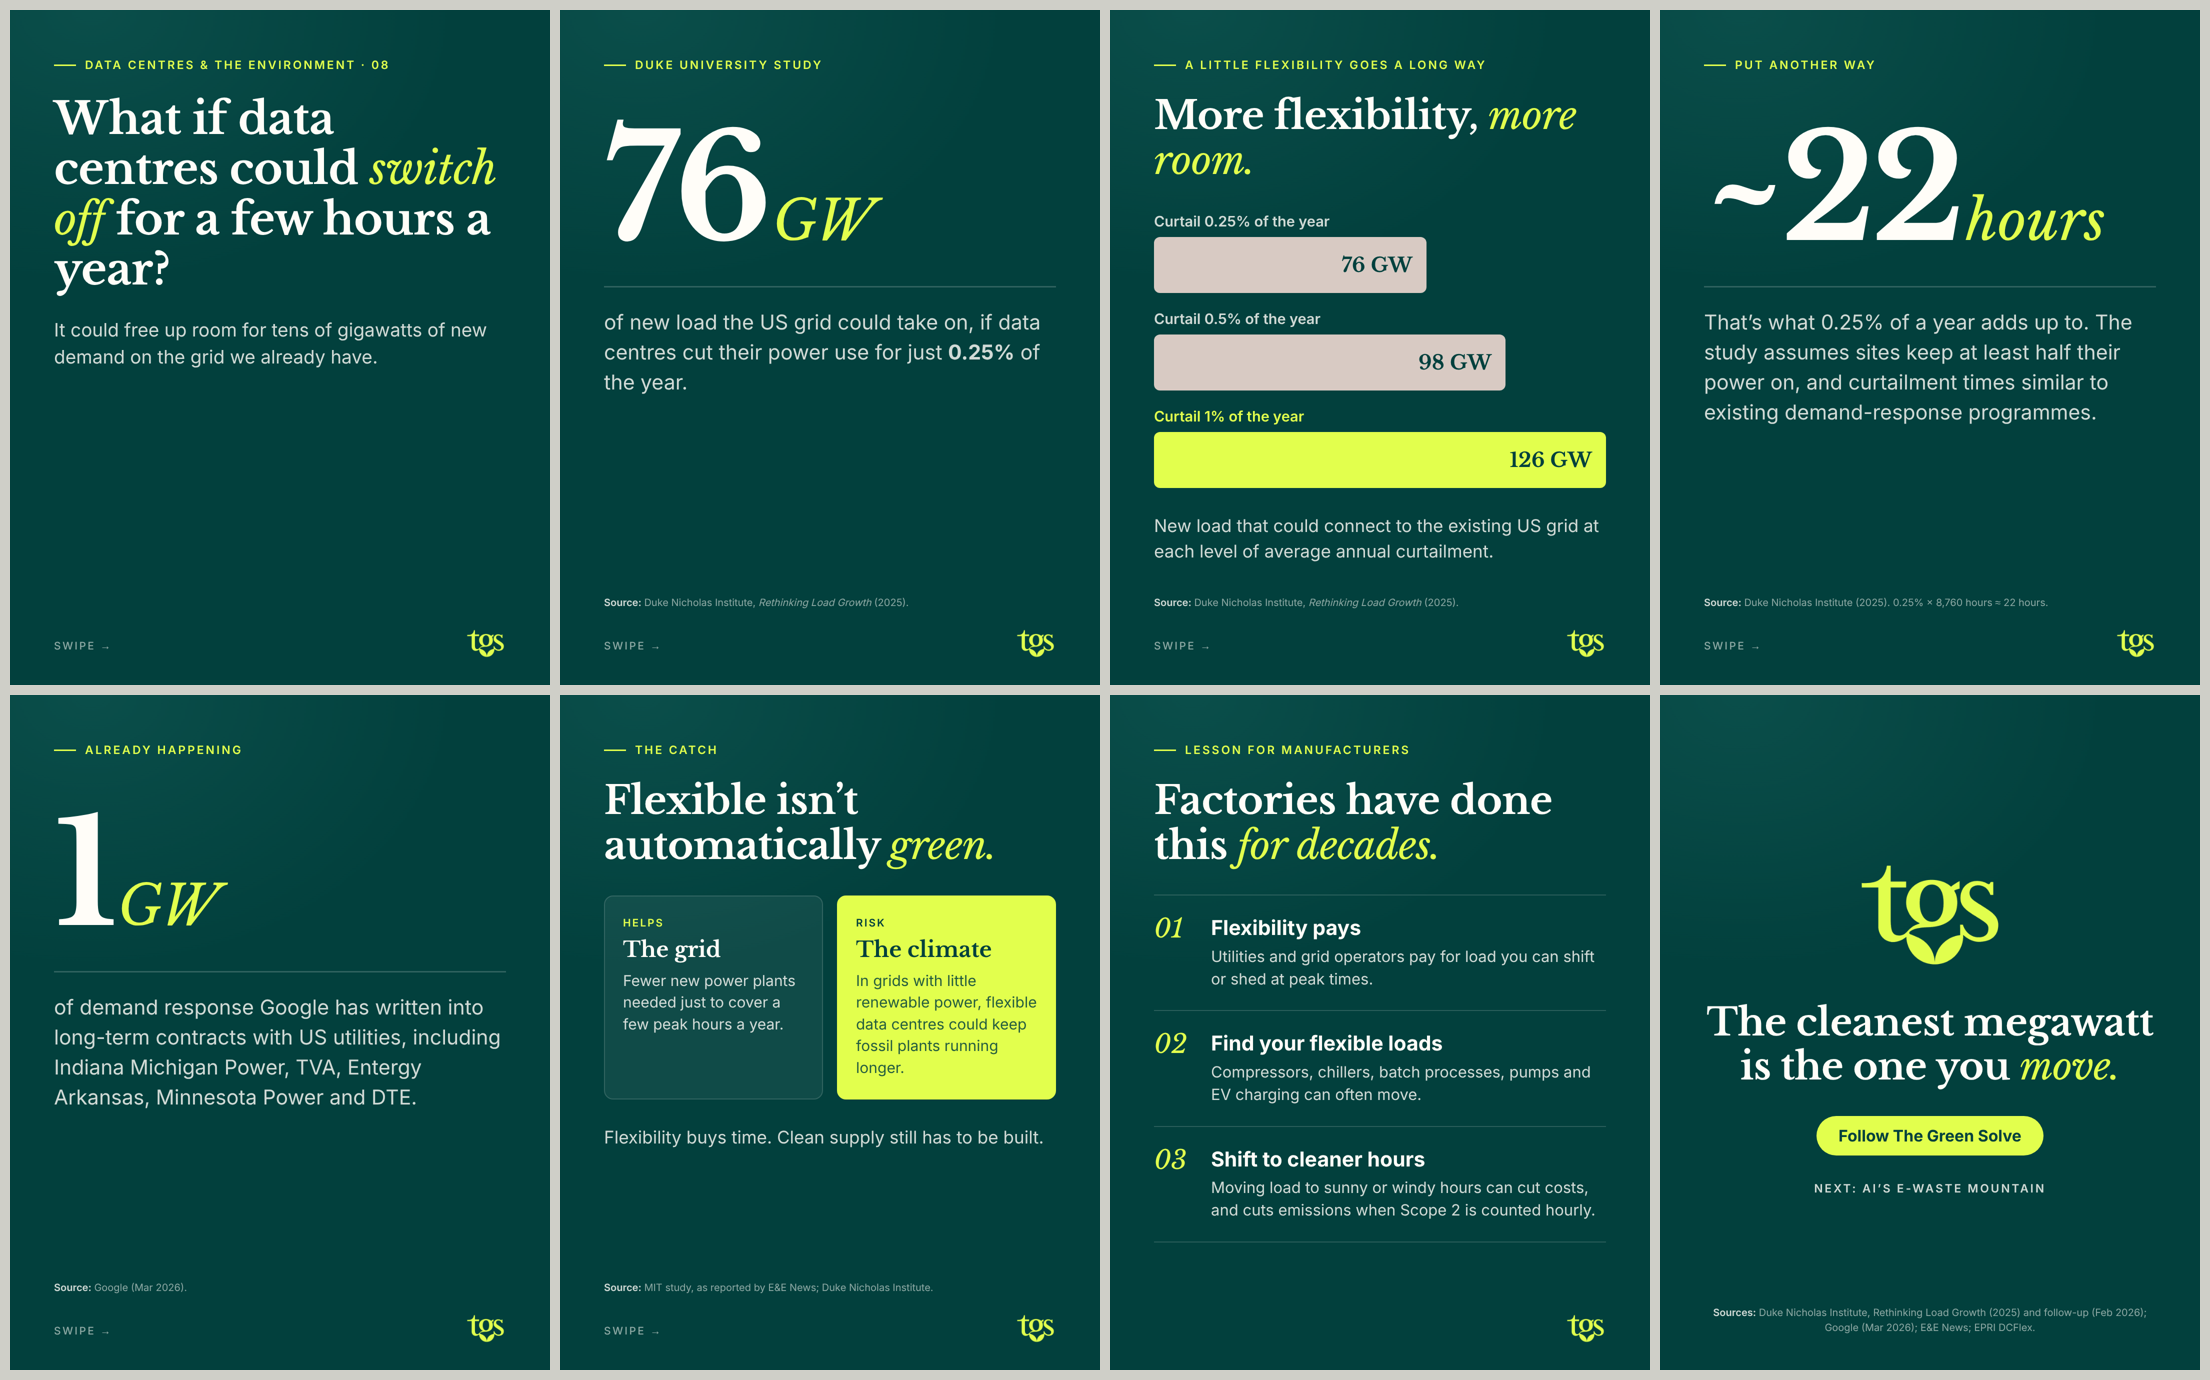 DATA CENTRES & THE ENVIRONMENT · 08
What if data
centres could switch
off for a few hours a
year?
It could free up room for tens of gigawatts of new
demand on the grid we already have.
SWIPE →
tgs
DUKE UNIVERSITY STUDY
76 GW
of new load the US grid could take on, if data
centres cut their power use for just 0.25% of
the year.
Source: Duke Nicholas Institute, Rethinking Load Growth (2025).
SWIPE →
tgs
A LITTLE FLEXIBILITY GOES A LONG WAY
More flexibility, more
room.
Curtail 0.25% of the year
76 GW
Curtail 0.5% of the year
98 GW
Curtail 1% of the year
126 GW
New load that could connect to the existing US grid at
each level of average annual curtailment.
Source: Duke Nicholas Institute, Rethinking Load Growth (2025).
SWIPE →
tgs
PUT ANOTHER WAY
~22 hours
That’s what 0.25% of a year adds up to. The
study assumes sites keep at least half their
power on, and curtailment times similar to
existing demand-response programmes.
Source: Duke Nicholas Institute (2025). 0.25% × 8,760 hours ≈ 22 hours.
SWIPE →
tgs
ALREADY HAPPENING
1 GW
of demand response Google has written into
long-term contracts with US utilities, including
Indiana Michigan Power, TVA, Entergy
Arkansas, Minnesota Power and DTE.
Source: Google (Mar 2026).
SWIPE →
tgs
THE CATCH
Flexible isn’t
automatically green.
HELPS
The grid
Fewer new power plants
needed just to cover a
few peak hours a year.
RISK
The climate
In grids with little
renewable power, flexible
data centres could keep
fossil plants running
longer.
Flexibility buys time. Clean supply still has to be built.
Source: MIT study, as reported by E&E News; Duke Nicholas Institute.
SWIPE →
tgs
LESSON FOR MANUFACTURERS
Factories have done
this for decades.
01 Flexibility pays
Utilities and grid operators pay for load you can shift
or shed at peak times.
02 Find your flexible loads
Compressors, chillers, batch processes, pumps and
EV charging can often move.
03 Shift to cleaner hours
Moving load to sunny or windy hours can cut costs,
and cuts emissions when Scope 2 is counted hourly.
tgs
tgs
The cleanest megawatt
is the one you move.
Follow The Green Solve
NEXT: AI’S E-WASTE MOUNTAIN
Sources: Duke Nicholas Institute, Rethinking Load Growth (2025) and follow-up (Feb 2026);
Google (Mar 2026); E&E News; EPRI DCFlex.